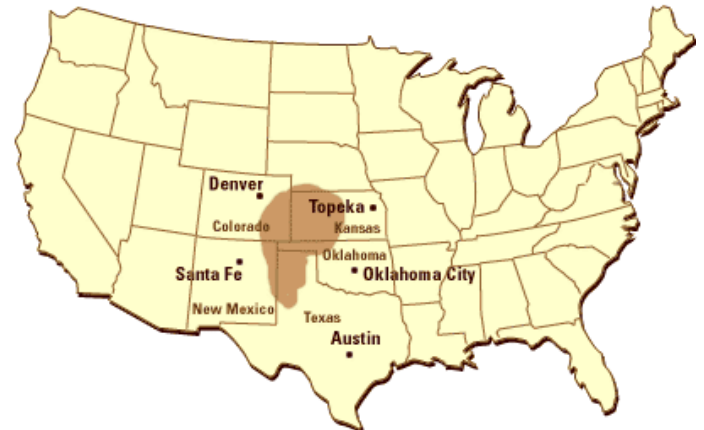 Denver
Topeka
Colorado
Kansas
Oklahoma
Santa Fe
Oklahoma City
New Mexico
Texas
Austin